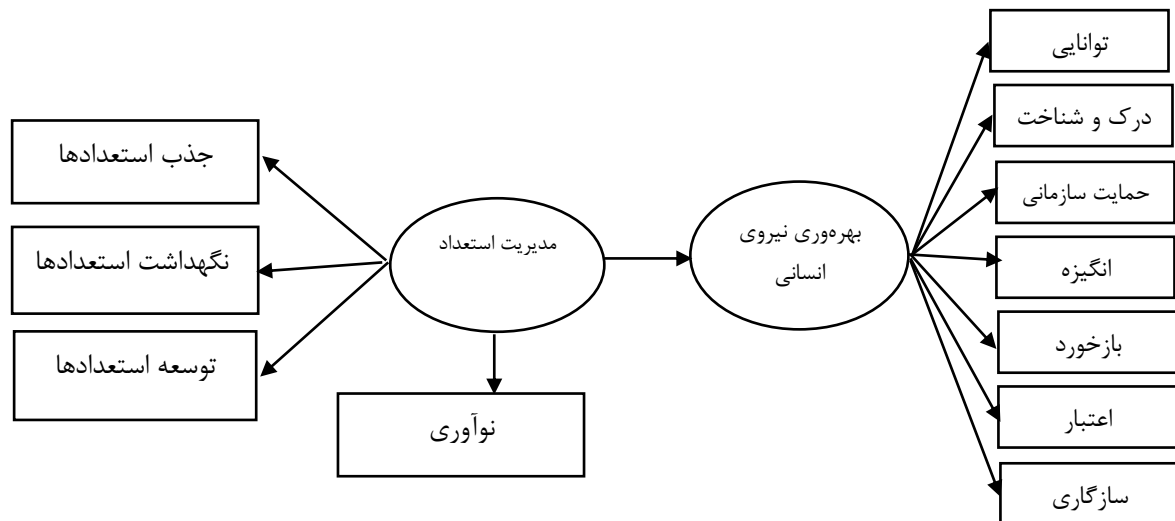 توانایی
درک و شناخت
حمایت سازمانی
انگیزه
بازخورد
اعتبار
سازگاری
بهره‌وری نیروی
انسانی
مدیریت استعداد
نوآوری
جذب استعدادها
نگهداشت استعدادها
توسعه استعدادها